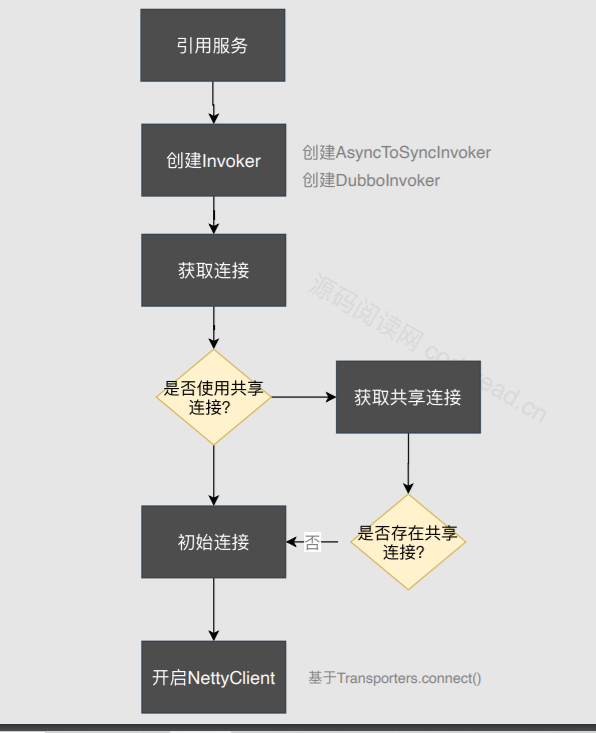 引用服务
创建Invoker
创建AsyncToSyncInvoker
创建DubboInvoker
获取连接
源码阅读网
是否使用共享
连接?
获取共享连接
是否存在共享
连接?
初始连接
否
开启NettyClient
基于Transporters.connect()